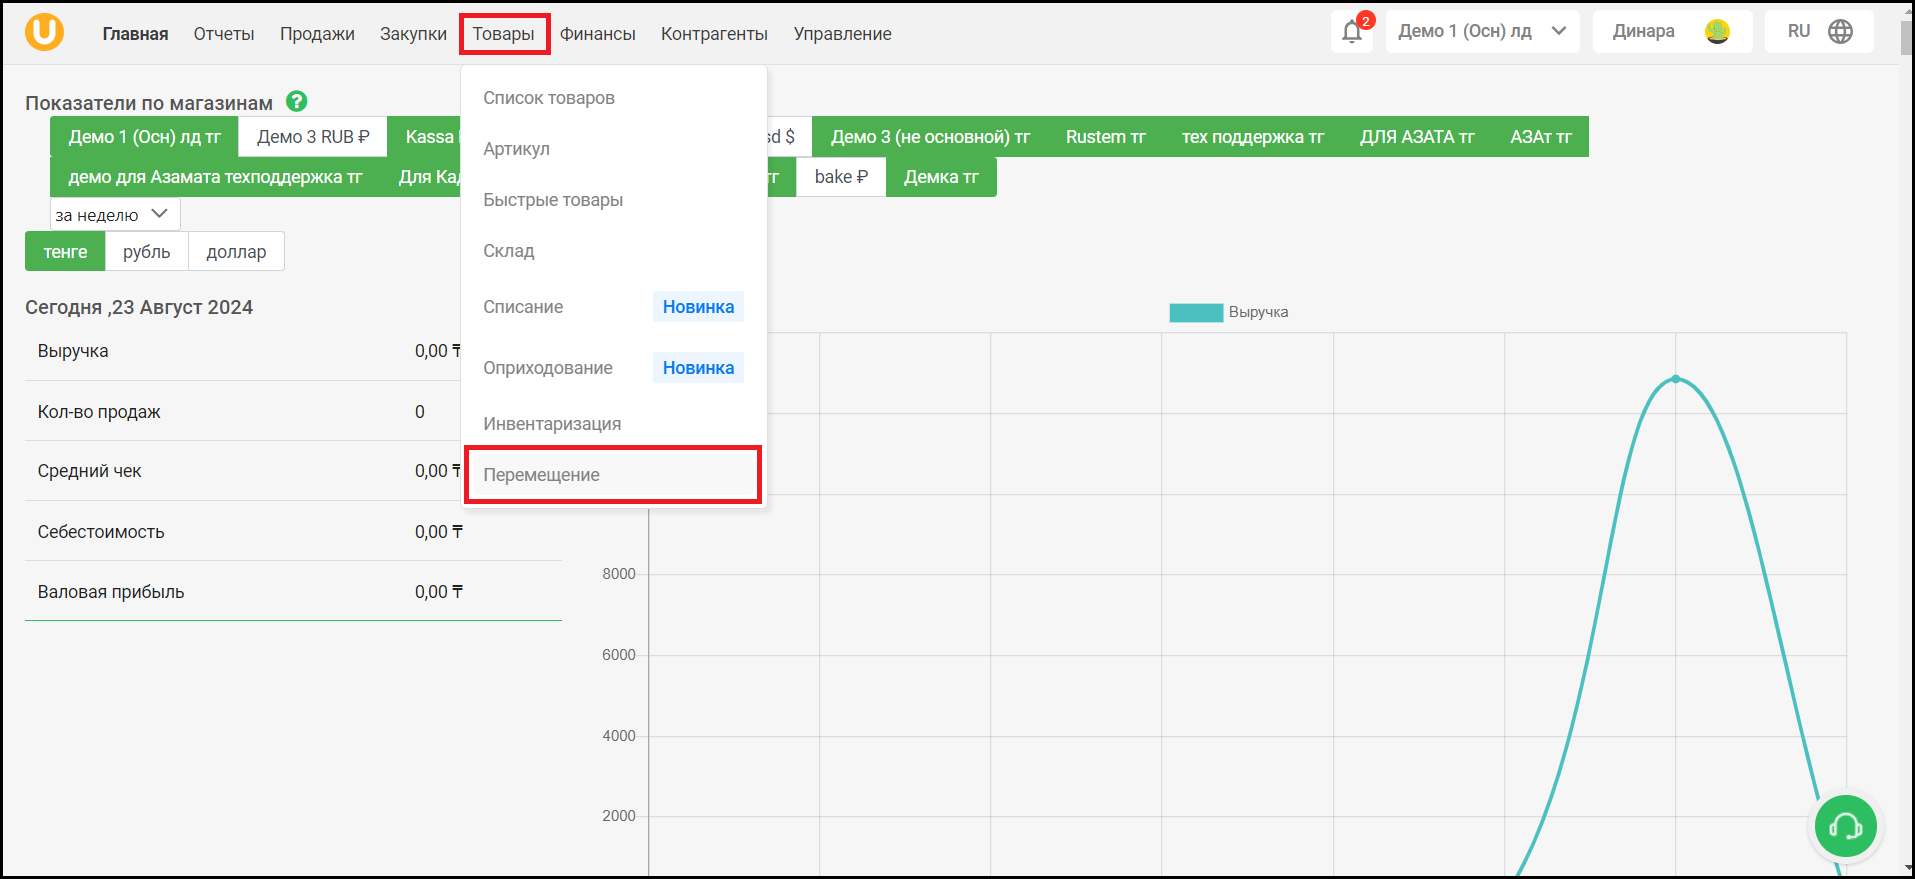 Главная Отчеты Продажи Закупки Товары Финансы Контрагенты Управление 2 Демо 1 (Осн) лд Динара RU
Показатели по магазинам ?
Демо 1 (Осн) лд тг Демо 3 RUB ₽ Kassa sd $ Демо 3 (не основной) тг Rustem тг тех поддержка тг ДЛЯ АЗАТА тг АЗАт тг
демо для Азамата техподдержка тг Для Кад тг bake ₽ Демка тг
за неделю
тенге рубль доллар
Список товаров
Артикул
Быстрые товары
Склад
Списание Новинка
Оприходование Новинка
Инвентаризация
Перемещение
Сегодня ,23 Август 2024
Выручка 0,00 ₸
Кол-во продаж 0
Средний чек 0,00 ₸
Себестоимость 0,00 ₸
Валовая прибыль 0,00 ₸
Выручка
8000
6000
4000
2000